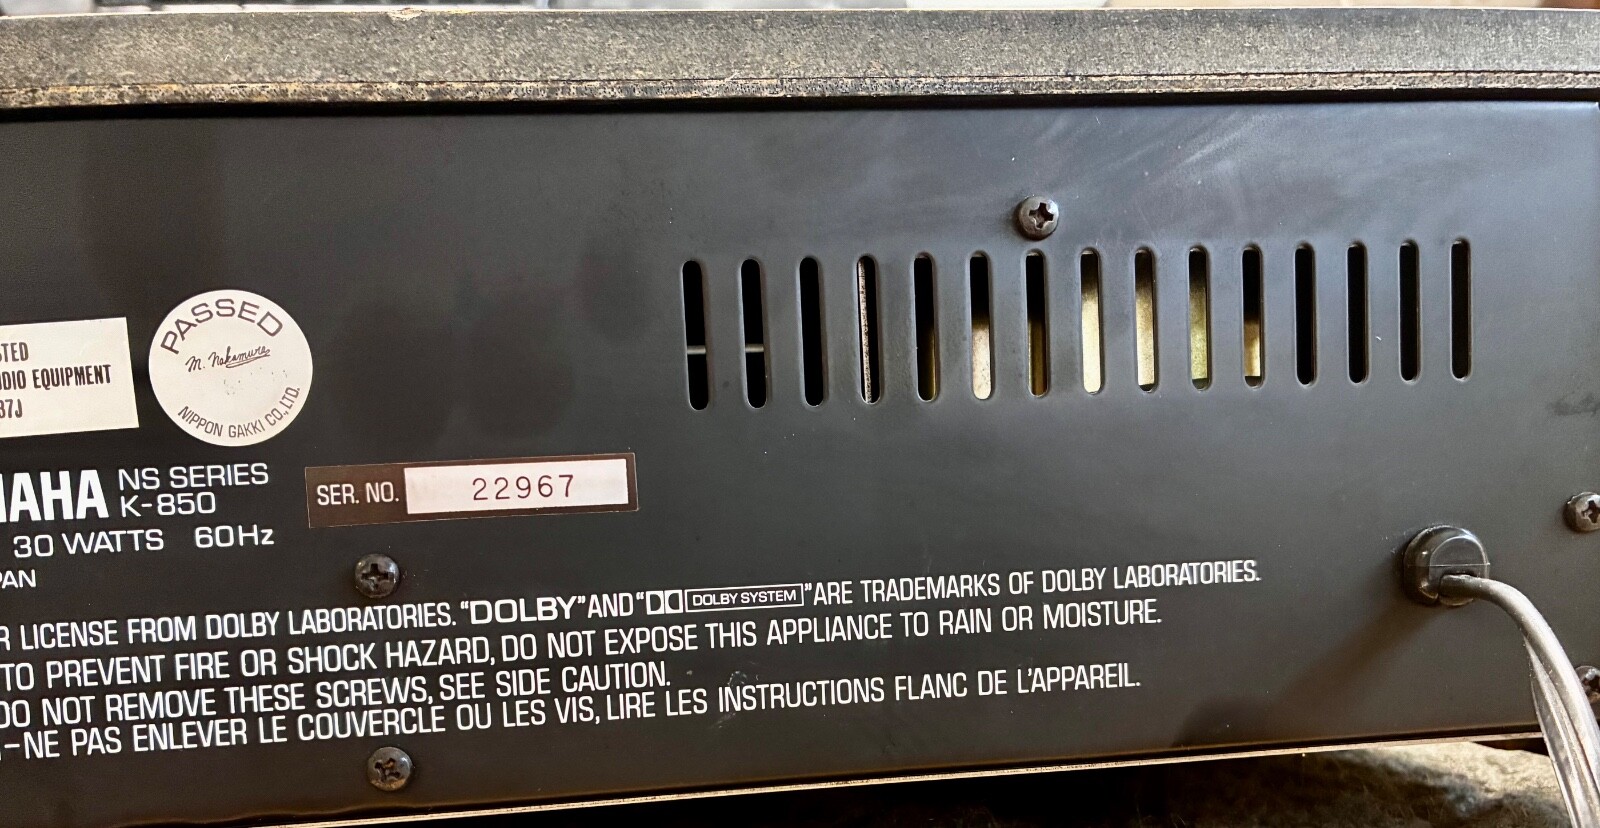 STED
DIO EQUIPMENT
37J
PASSED
M. Nakamura
NIPPON GAKKI CO., LTD.
MAHA NS SERIES
K-850
30 WATTS 60Hz
PAN
SER. NO. 22967
R LICENSE FROM DOLBY LABORATORIES. "DOLBY" AND "DOLBY SYSTEM" ARE TRADEMARKS OF DOLBY LABORATORIES.
TO PREVENT FIRE OR SHOCK HAZARD, DO NOT EXPOSE THIS APPLIANCE TO RAIN OR MOISTURE.
DO NOT REMOVE THESE SCREWS, SEE SIDE CAUTION.
-NE PAS ENLEVER LE COUVERCLE OU LES VIS, LIRE LES INSTRUCTIONS FLANC DE L'APPAREIL.